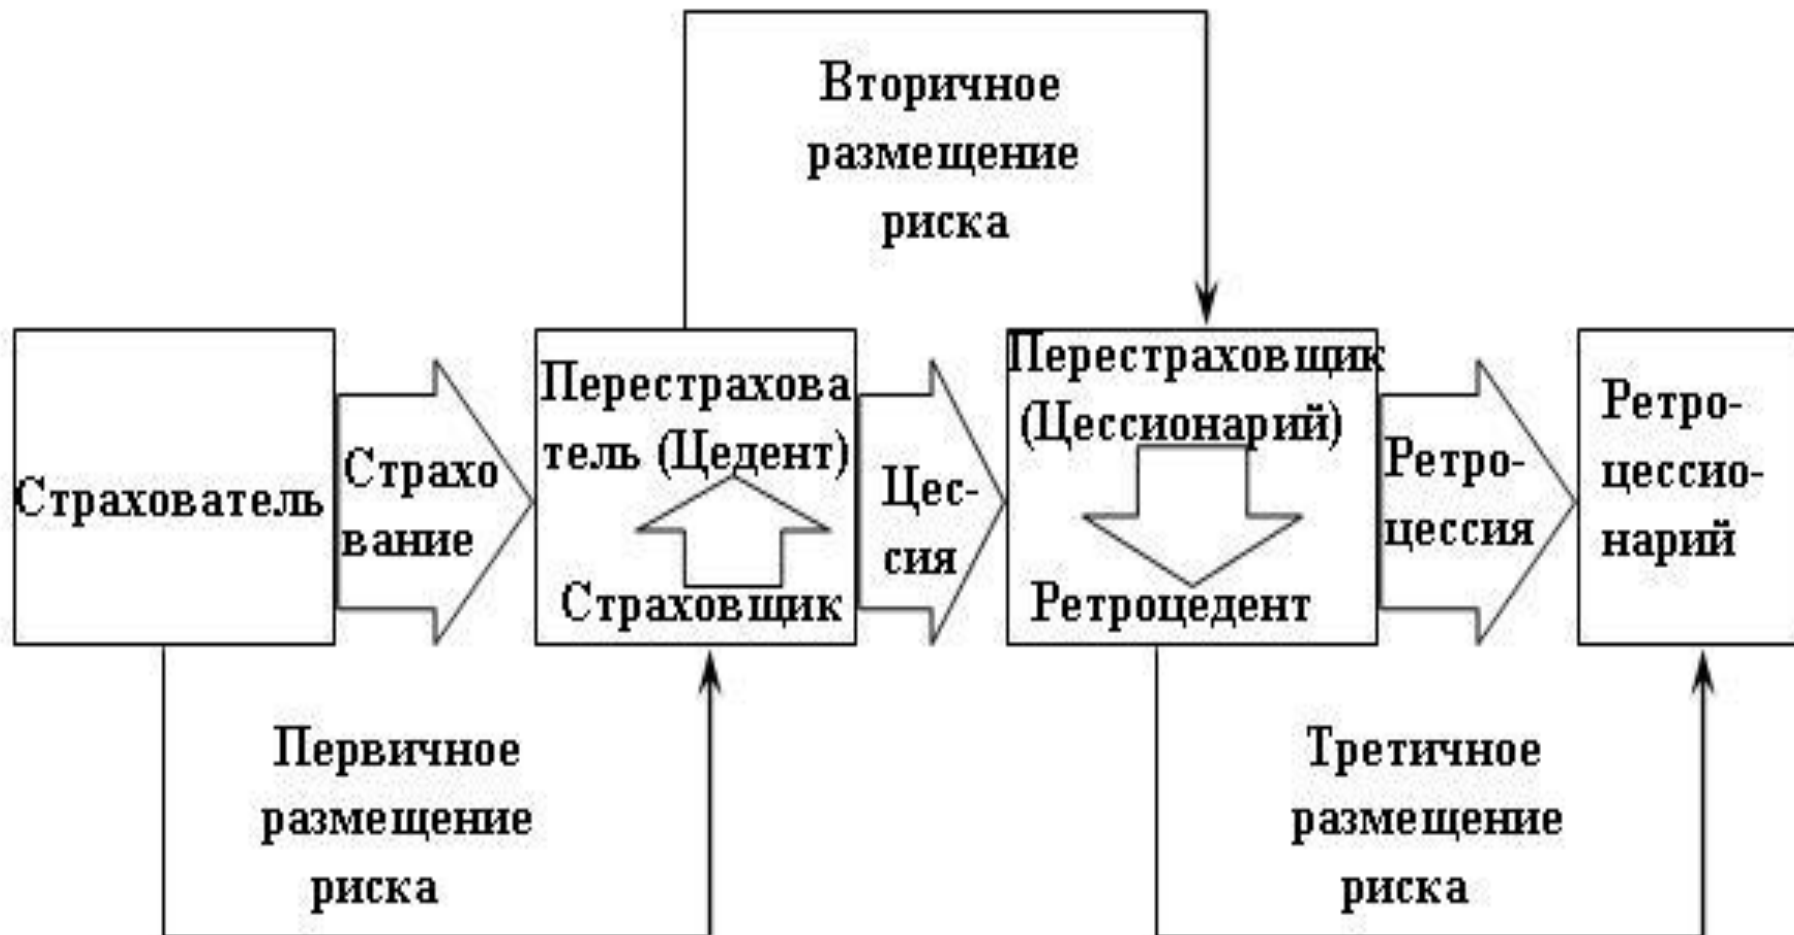 Вторичное
размещение
риска
Страхователь
Страхо
вание
Перестрахова
тель (Цедент)
Страховщик
Цес-
сия
Перестраховщик
(Цессионарий)
Ретроцедент
Ретро-
цессия
Ретро-
цессио-
нарий
Первичное
размещение
риска
Третичное
размещение
риска